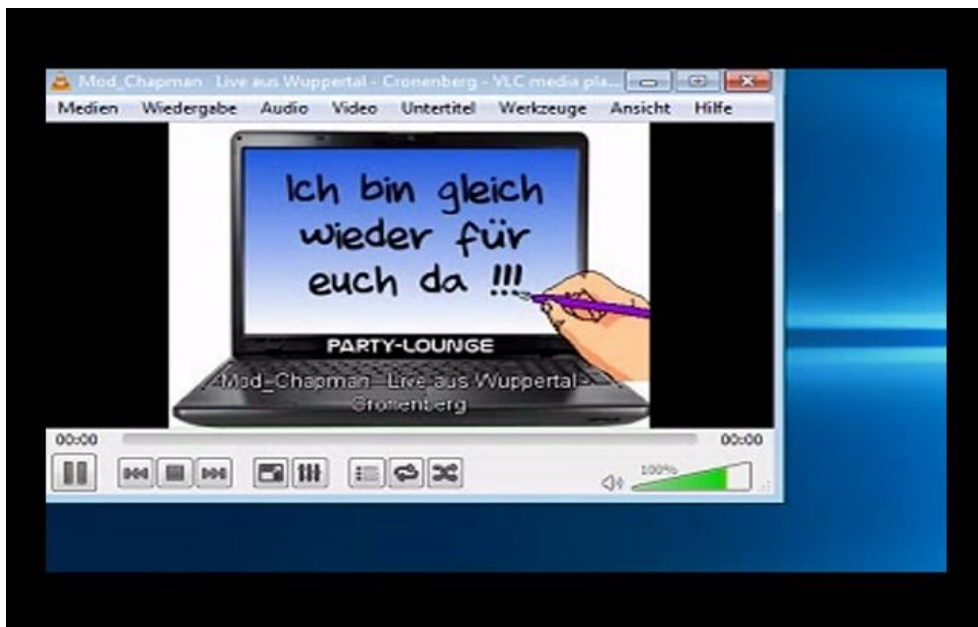 Mod_Chapman Live aus Wuppertal - Cronenberg - VLC media pla...
Medien Wiedergabe Audio Video Untertitel Werkzeuge Ansicht Hilfe
Ich bin gleich
wieder für
euch da !!!
PARTY-LOUNGE
Mod_Chapman Live aus Wuppertal -
Cronenberg
00:00 00:00
100%